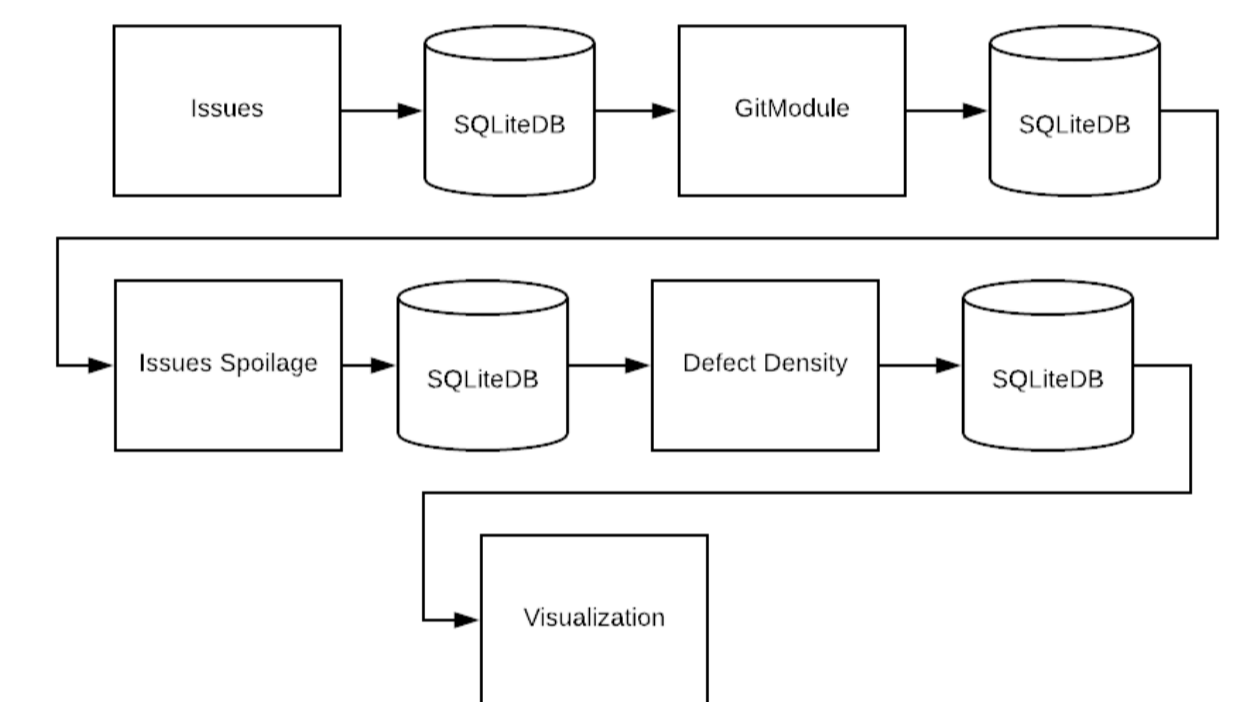 Issues
SQLiteDB
GitModule
SQLiteDB
Issues Spoilage
SQLiteDB
Defect Density
SQLiteDB
Visualization